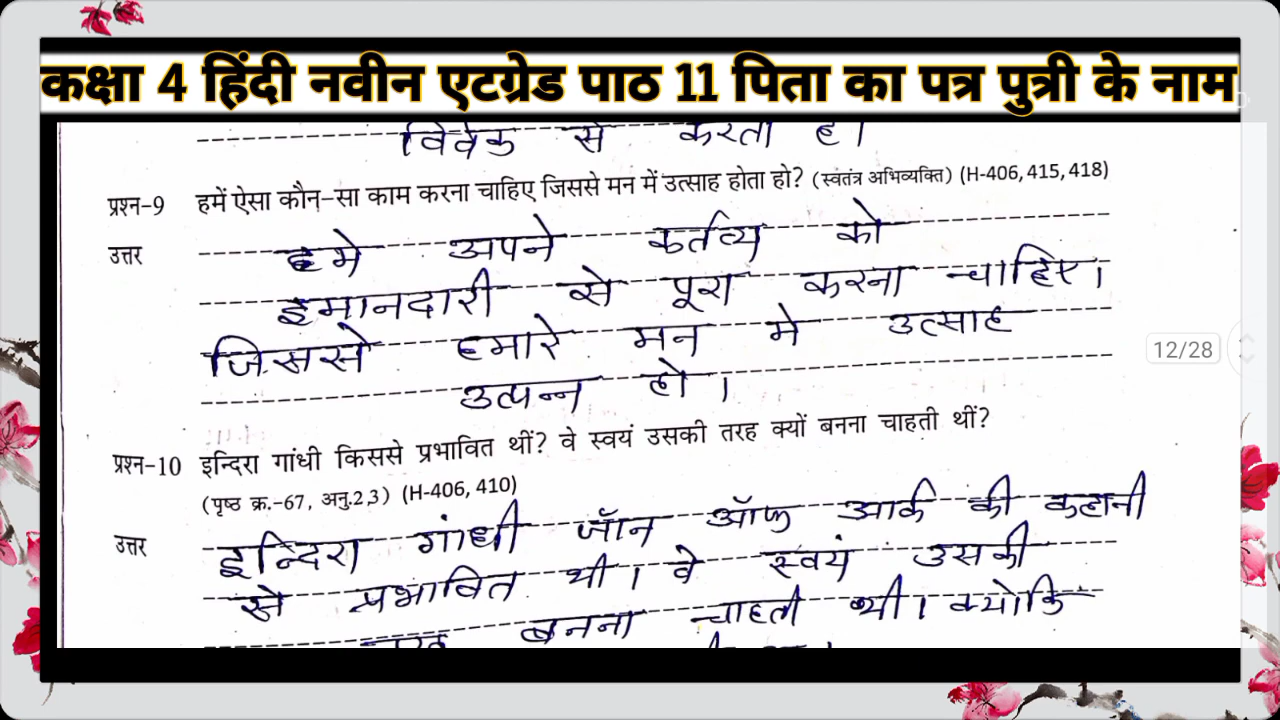 कक्षा 4 हिंदी नवीन एटग्रेड पाठ 11 पिता का पत्र पुत्री के नाम
विवेक से करता है।
प्रश्न-9 हमें ऐसा कौन-सा काम करना चाहिए जिससे मन में उत्साह होता हो? (स्वतंत्र अभिव्यक्ति) (H-406, 415, 418)
उत्तर हमे अपने कर्तव्य को
इमानदारी से पूरा करना चाहिए।
जिससे हमारे मन मे उत्साह
उत्पन्न हो।
12/28
प्रश्न-10 इन्दिरा गांधी किससे प्रभावित थीं? वे स्वयं उसकी तरह क्यों बनना चाहती थीं?
(पृष्ठ क्र.-67, अनु.2,3) (H-406, 410)
उत्तर इन्दिरा गांधी जॉन ऑफ आर्क की कहानी
से प्रभावित थी। वे स्वयं उसकी
तरह बनना चाहती थी। क्योकि